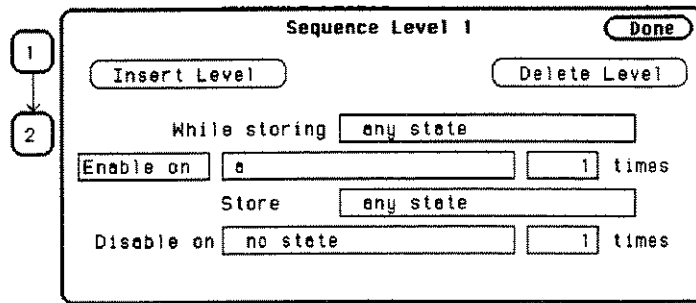 Sequence Level 1
Done
1
Insert Level
Delete Level
2
While storing any state
Enable on a 1 times
Store any state
Disable on no state 1 times